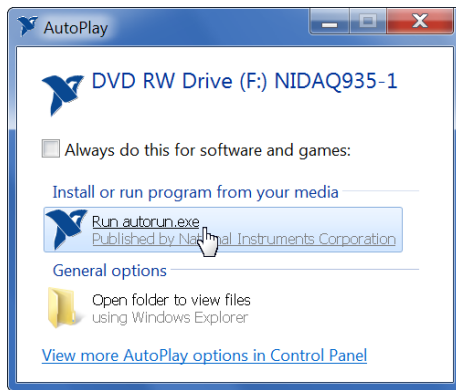 AutoPlay
DVD RW Drive (F:) NIDAQ935-1
Always do this for software and games:
Install or run program from your media
Run autorun.exe
Published by National Instruments Corporation
General options
Open folder to view files
using Windows Explorer
View more AutoPlay options in Control Panel